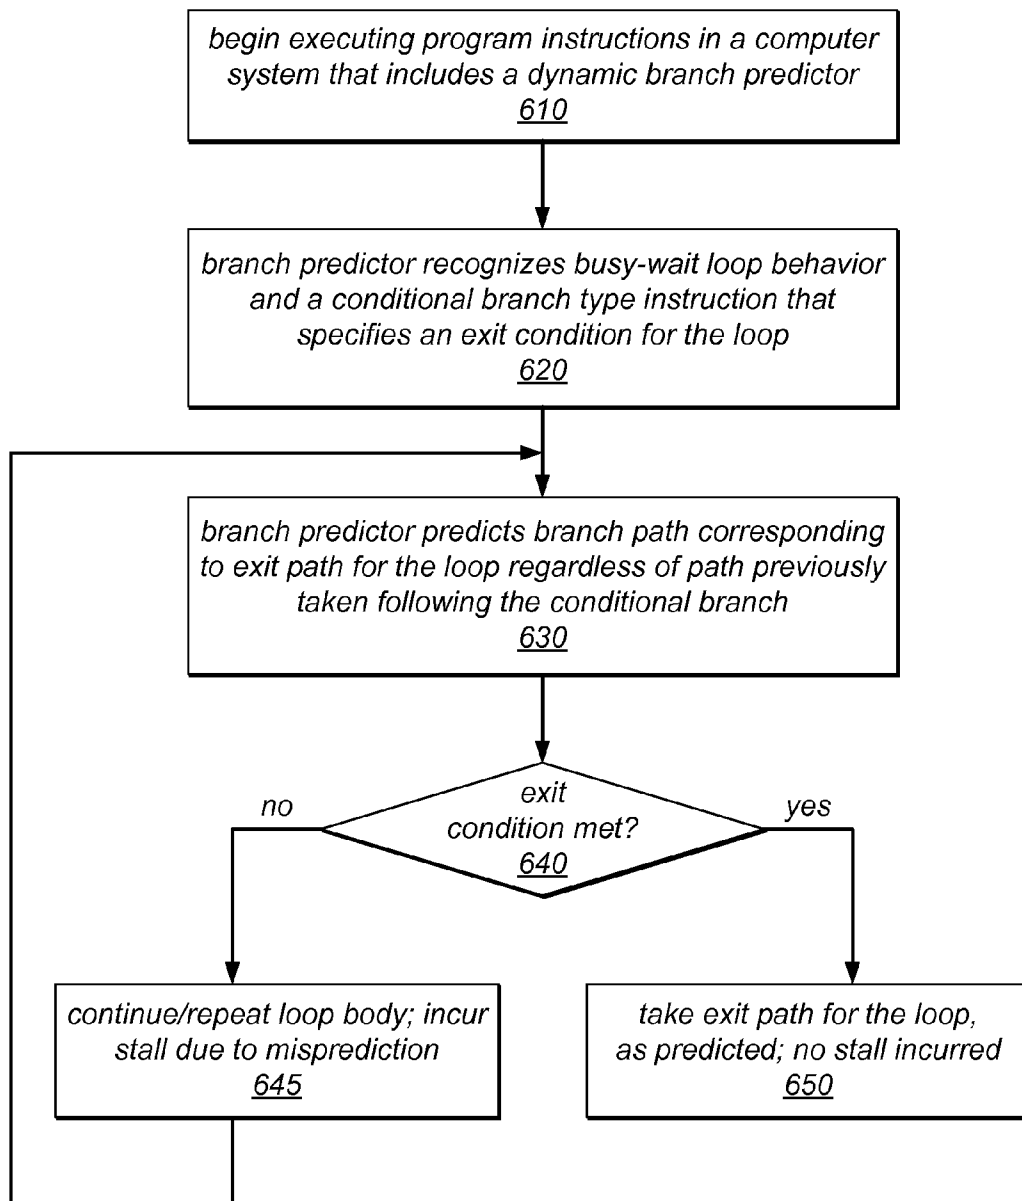 begin executing program instructions in a computer
system that includes a dynamic branch predictor
610
branch predictor recognizes busy-wait loop behavior
and a conditional branch type instruction that
specifies an exit condition for the loop
620
branch predictor predicts branch path corresponding
to exit path for the loop regardless of path previously
taken following the conditional branch
630
no
exit
condition met?
640
yes
continue/repeat loop body; incur
stall due to misprediction
645
take exit path for the loop,
as predicted; no stall incurred
650